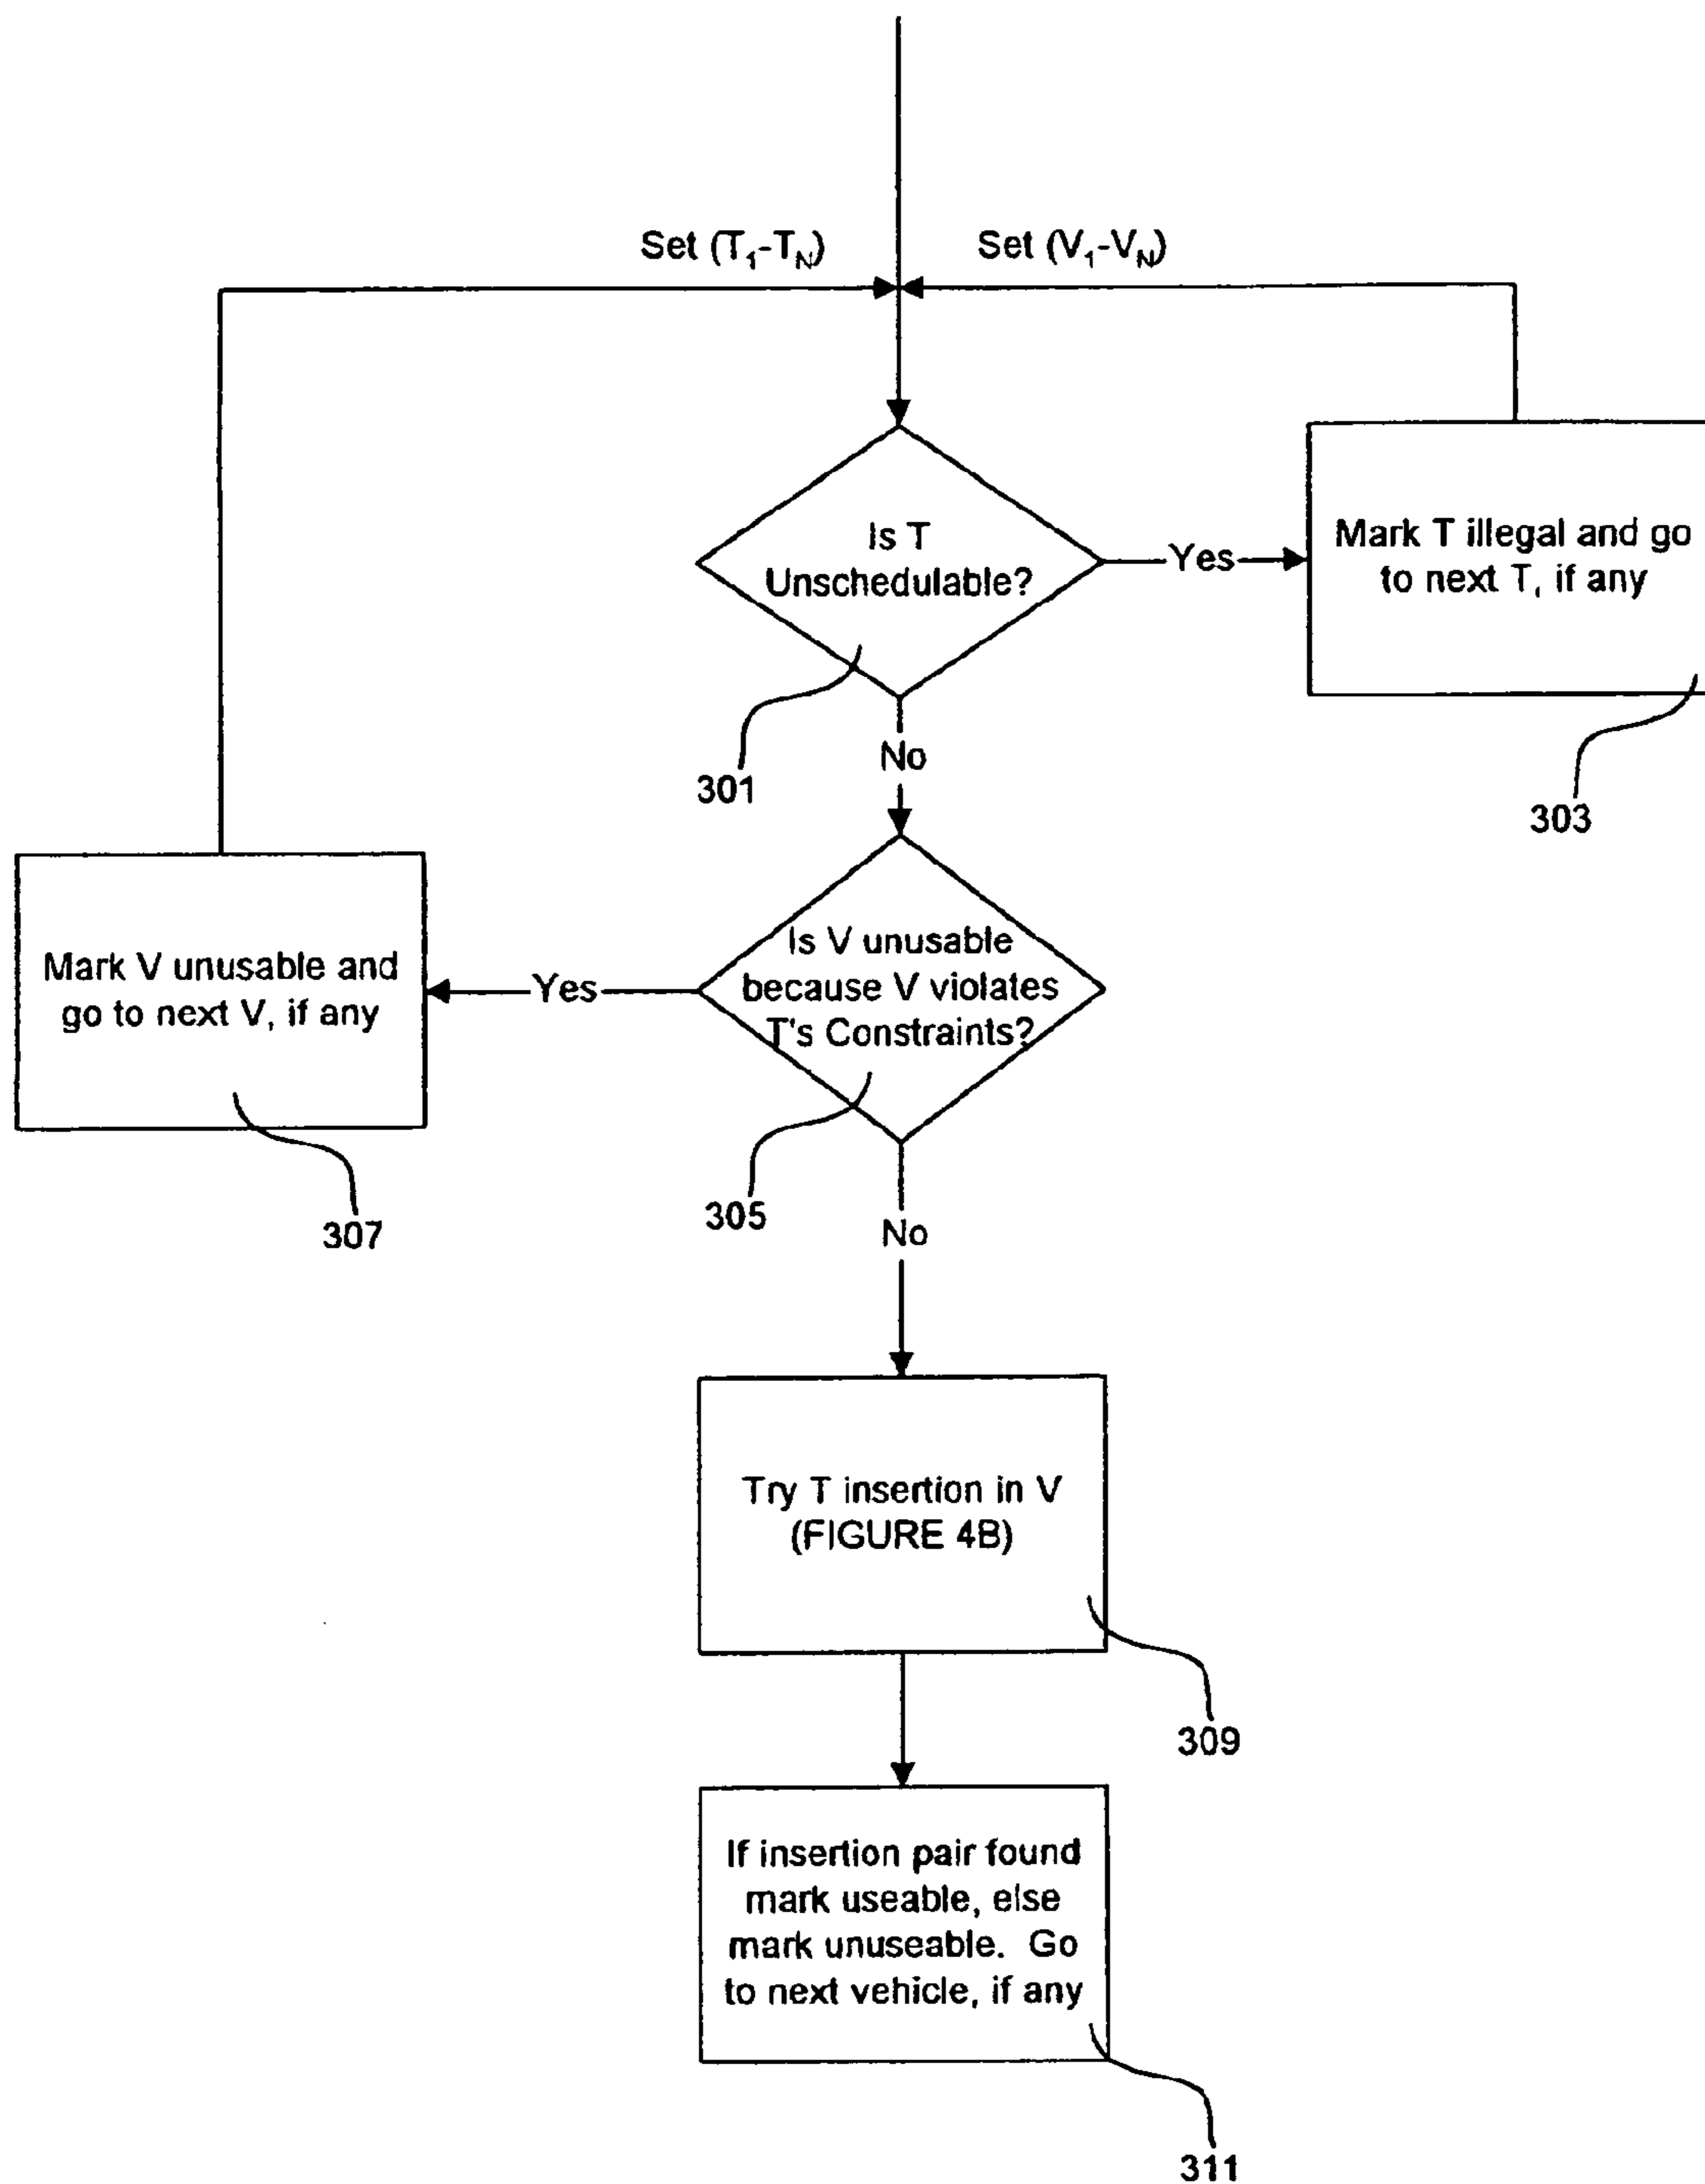 Set (T1-TN)
Set (V1-VN)
Is T
Unschedulable?
Yes
Mark T illegal and go
to next T, if any
301
No
303
Is V unusable
because V violates
T's Constraints?
Yes
Mark V unusable and
go to next V, if any
305
307
No
Try T insertion in V
(FIGURE 4B)
309
If insertion pair found
mark useable, else
mark unuseable. Go
to next vehicle, if any
311